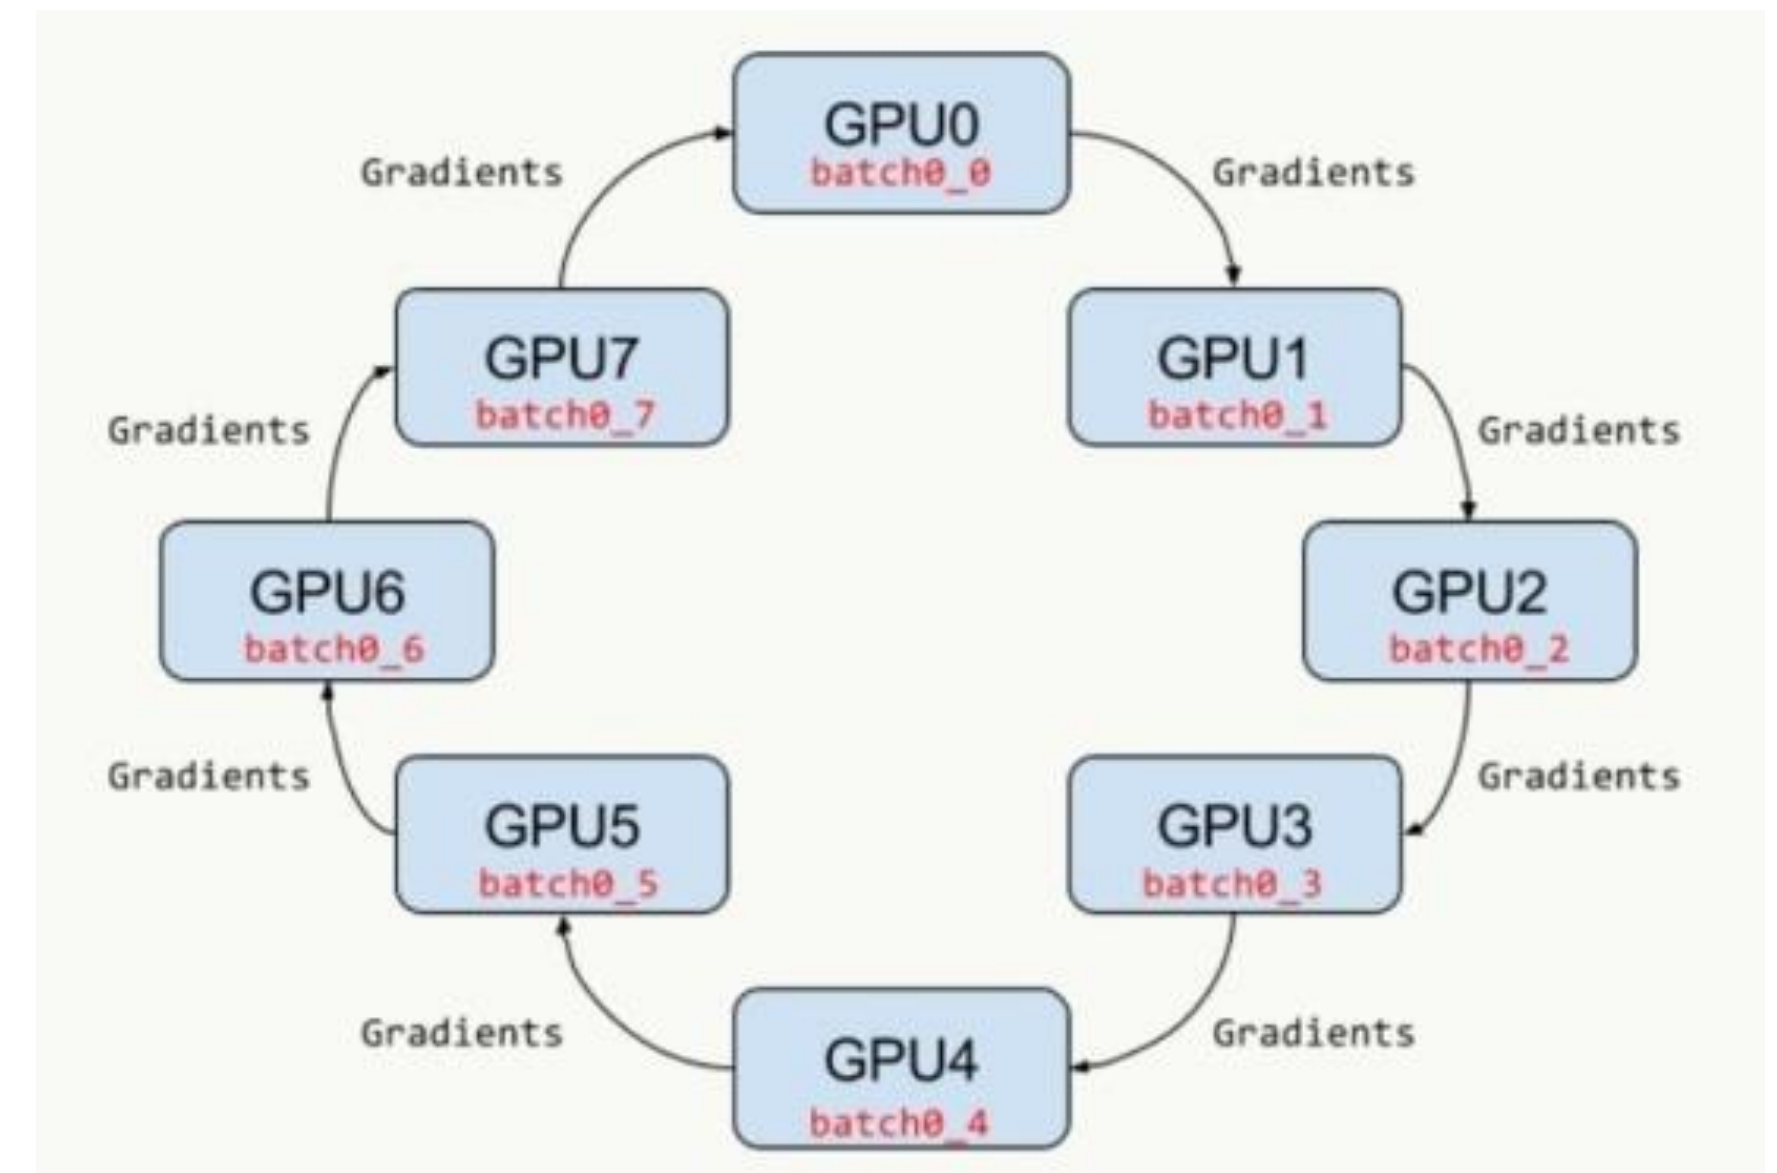 GPU0
batch0_0
Gradients
Gradients
GPU7
batch0_7
GPU1
batch0_1
Gradients
Gradients
GPU6
batch0_6
GPU2
batch0_2
Gradients
Gradients
GPU5
batch0_5
GPU3
batch0_3
Gradients
Gradients
GPU4
batch0_4